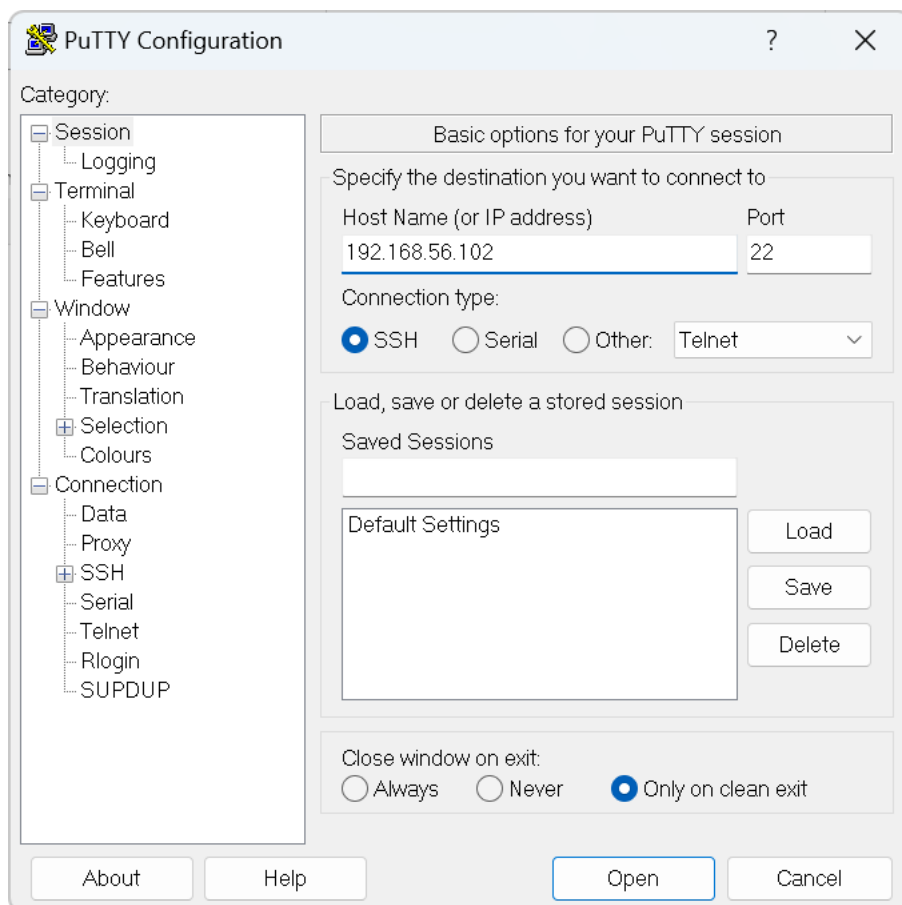 PuTTY Configuration
?
Category:
Session
Logging
Terminal
Keyboard
Bell
Features
Window
Appearance
Behaviour
Translation
Selection
Colours
Connection
Data
Proxy
SSH
Serial
Telnet
Rlogin
SUPDUP
Basic options for your PuTTY session
Specify the destination you want to connect to
Host Name (or IP address) Port
192.168.56.102 22
Connection type:
SSH Serial Other: Telnet
Load, save or delete a stored session
Saved Sessions
Default Settings
Load
Save
Delete
Close window on exit:
Always Never Only on clean exit
About Help Open Cancel